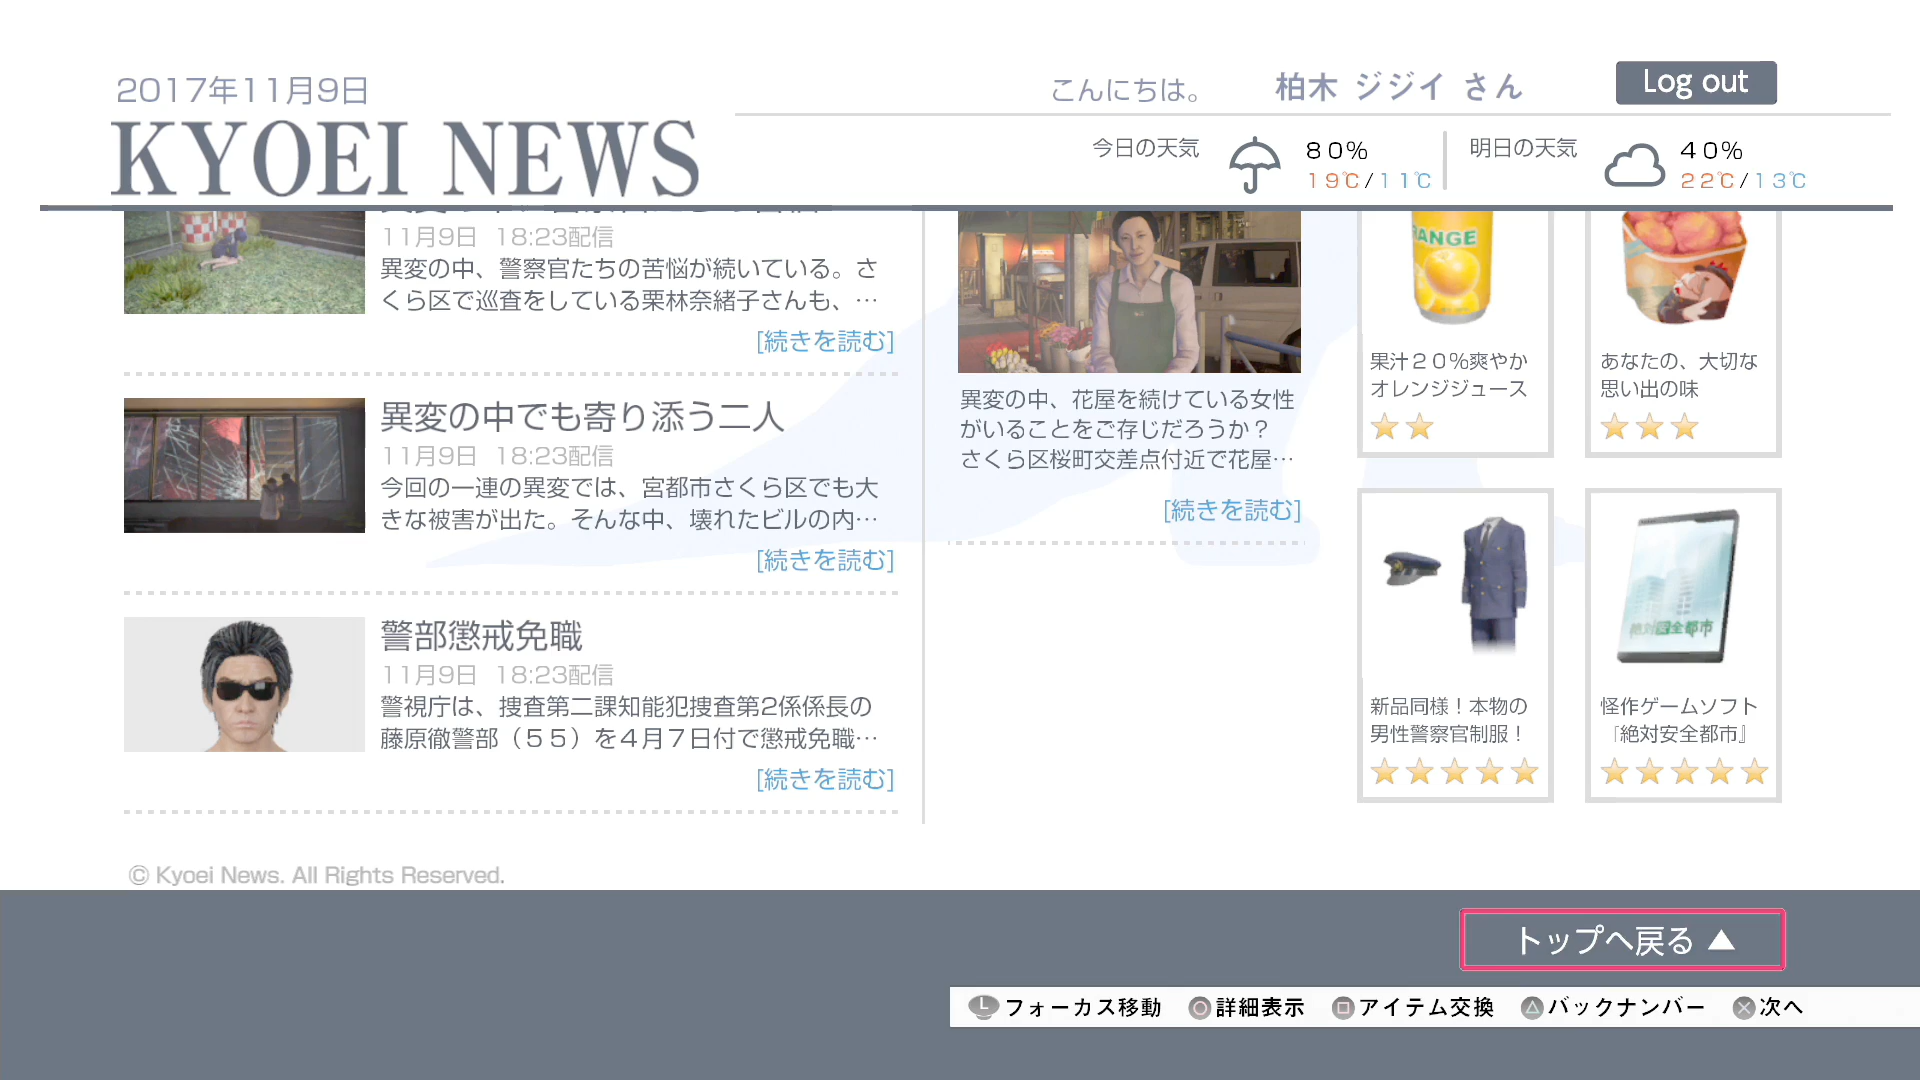 2017年11月9日
KYOEI NEWS
こんにちは。
柏木 ジジイ さん
Log out
今日の天気
80%
19℃/11℃
明日の天気
40%
22℃/13℃
11月9日 18:23配信
異変の中、警察官たちの苦悩が続いている。さ
くら区で巡査をしている栗林奈緒子さんも、…
[続きを読む]
異変の中でも寄り添う二人
11月9日 18:23配信
今回の一連の異変では、宮都市さくら区でも大
きな被害が出た。そんな中、壊れたビルの内…
[続きを読む]
警部懲戒免職
11月9日 18:23配信
警視庁は、捜査第二課知能犯捜査第2係係長の
藤原徹警部（５５）を４月７日付で懲戒免職…
[続きを読む]
異変の中、花屋を続けている女性
がいることをご存じだろうか？
さくら区桜町交差点付近で花屋…
[続きを読む]
RANGE
果汁２０％爽やか
オレンジジュース
あなたの、大切な
思い出の味
新品同様！本物の
男性警察官制服！
絶対安全都市
怪作ゲームソフト
『絶対安全都市』
© Kyoei News. All Rights Reserved.
トップへ戻る ▲
L フォーカス移動 ○詳細表示 □アイテム交換 △バックナンバー ×次へ